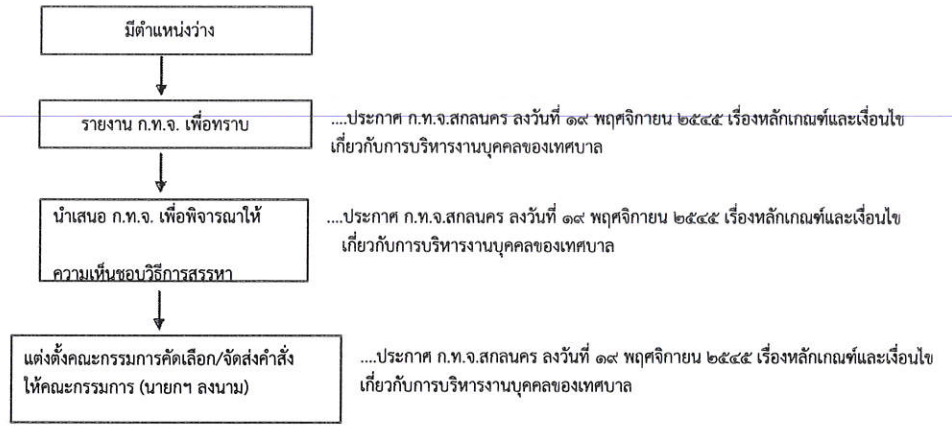 มีตำแหน่งว่าง
รายงาน ก.ท.จ. เพื่อทราบ
....ประกาศ ก.ท.จ.สกลนคร ลงวันที่ ๑๙ พฤศจิกายน ๒๕๔๕ เรื่องหลักเกณฑ์และเงื่อนไข
เกี่ยวกับการบริหารงานบุคคลของเทศบาล
นำเสนอ ก.ท.จ. เพื่อพิจารณาให้
ความเห็นชอบวิธีการสรรหา
....ประกาศ ก.ท.จ.สกลนคร ลงวันที่ ๑๙ พฤศจิกายน ๒๕๔๕ เรื่องหลักเกณฑ์และเงื่อนไข
เกี่ยวกับการบริหารงานบุคคลของเทศบาล
แต่งตั้งคณะกรรมการคัดเลือก/จัดส่งคำสั่ง
ให้คณะกรรมการ (นายกฯ ลงนาม)
....ประกาศ ก.ท.จ.สกลนคร ลงวันที่ ๑๙ พฤศจิกายน ๒๕๔๕ เรื่องหลักเกณฑ์และเงื่อนไข
เกี่ยวกับการบริหารงานบุคคลของเทศบาล